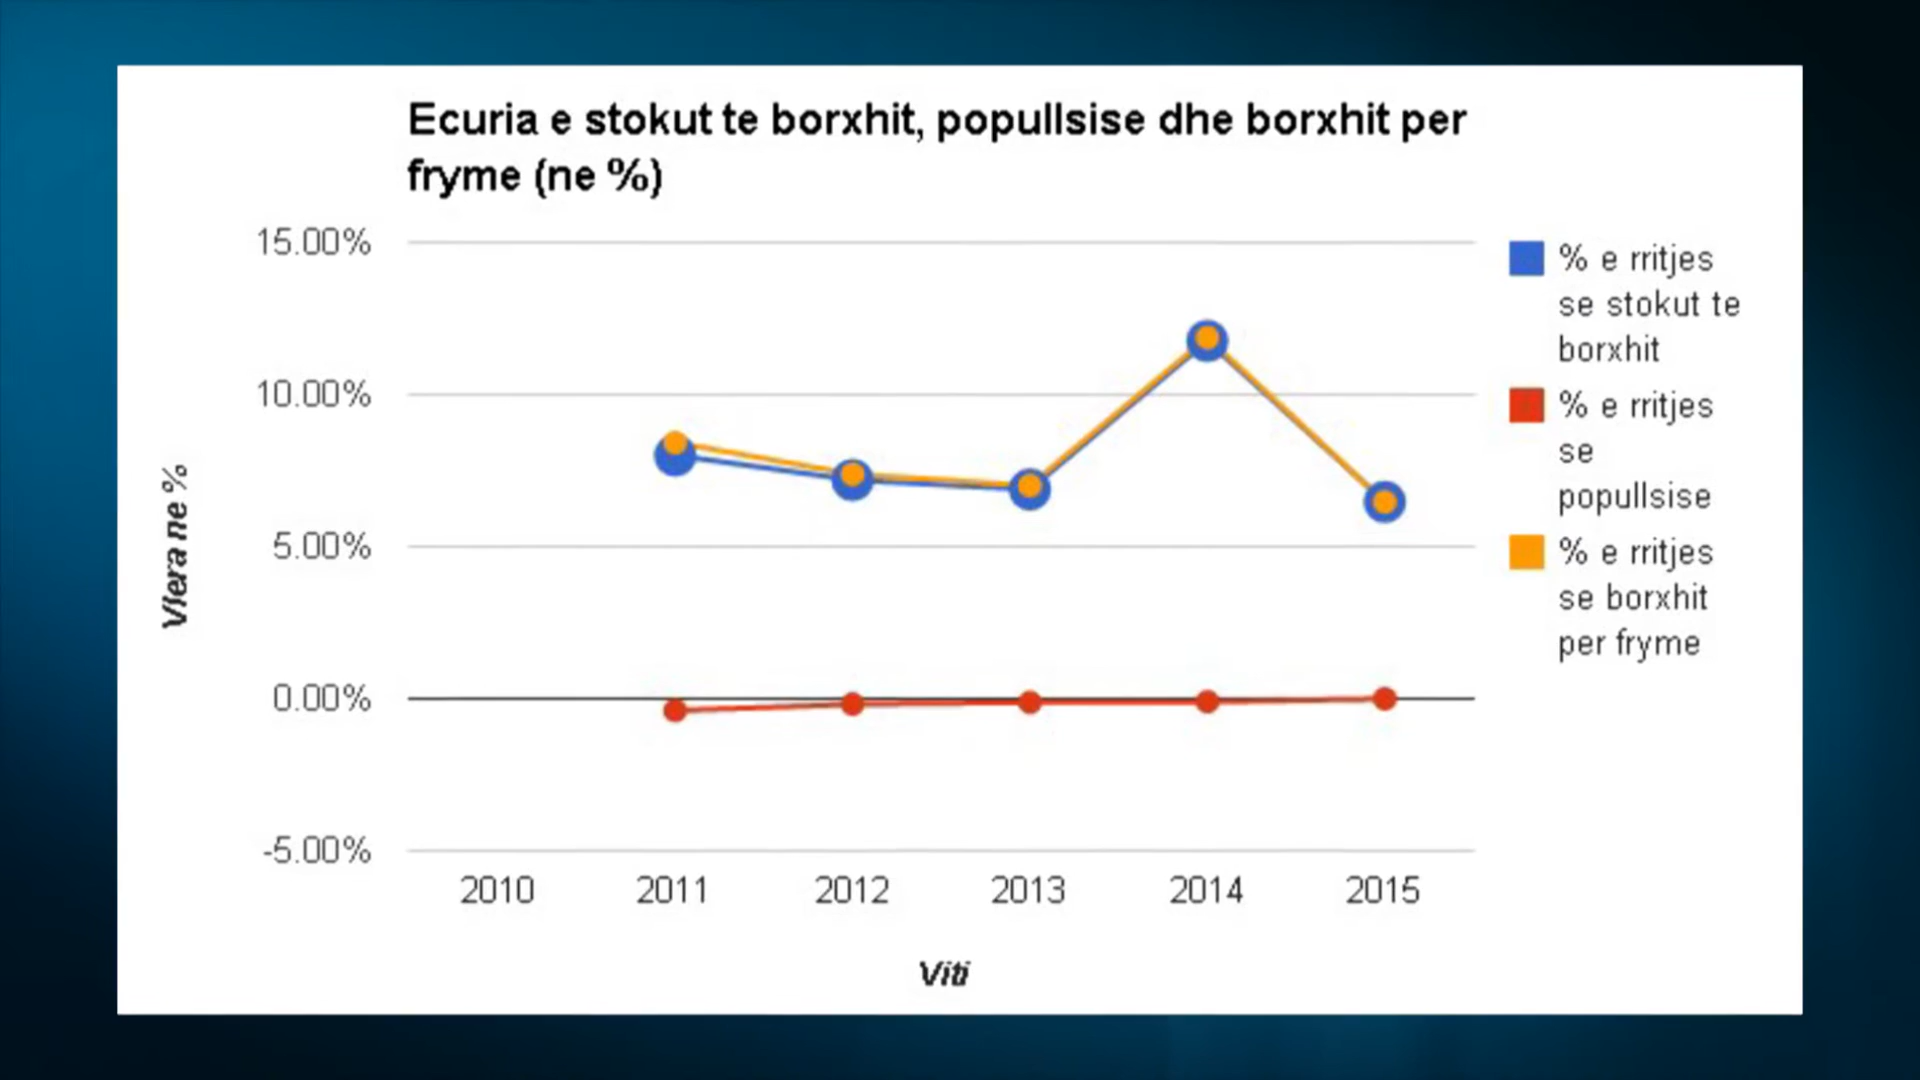 Ecuria e stokut te borxhit, popullsise dhe borxhit per
fryme (ne %)
15.00%
10.00%
5.00%
0.00%
-5.00%
Vlera ne %
2010 2011 2012 2013 2014 2015
Viti
% e rritjes
se stokut te
borxhit
% e rritjes
se
popullsise
% e rritjes
se borxhit
per fryme